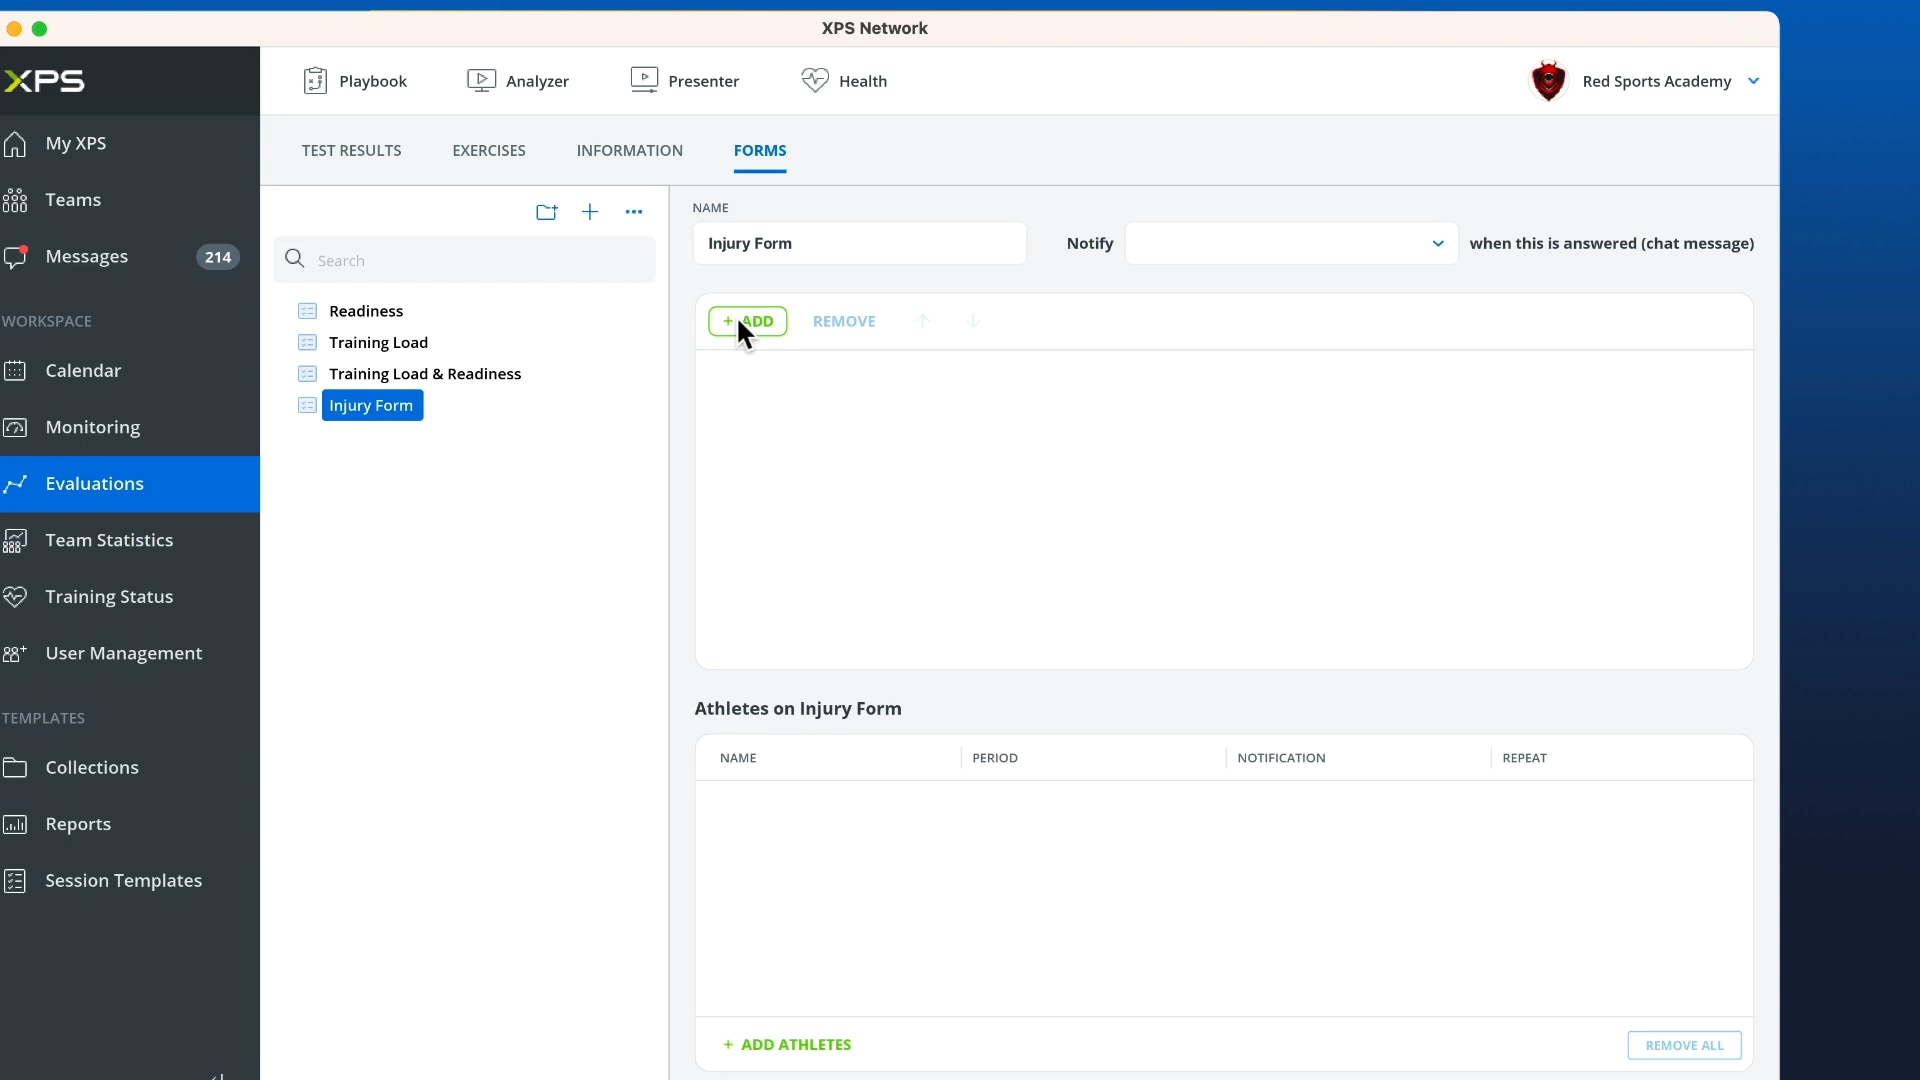 XPS Network
XPS
Playbook
Analyzer
Presenter
Health
Red Sports Academy
My XPS
Teams
Messages 214
WORKSPACE
Calendar
Monitoring
Evaluations
Team Statistics
Training Status
User Management
TEMPLATES
Collections
Reports
Session Templates
TEST RESULTS
EXERCISES
INFORMATION
FORMS
Search
Readiness
Training Load
Training Load & Readiness
Injury Form
NAME
Injury Form
Notify
when this is answered (chat message)
+ ADD
REMOVE
Athletes on Injury Form
NAME
PERIOD
NOTIFICATION
REPEAT
+ ADD ATHLETES
REMOVE ALL